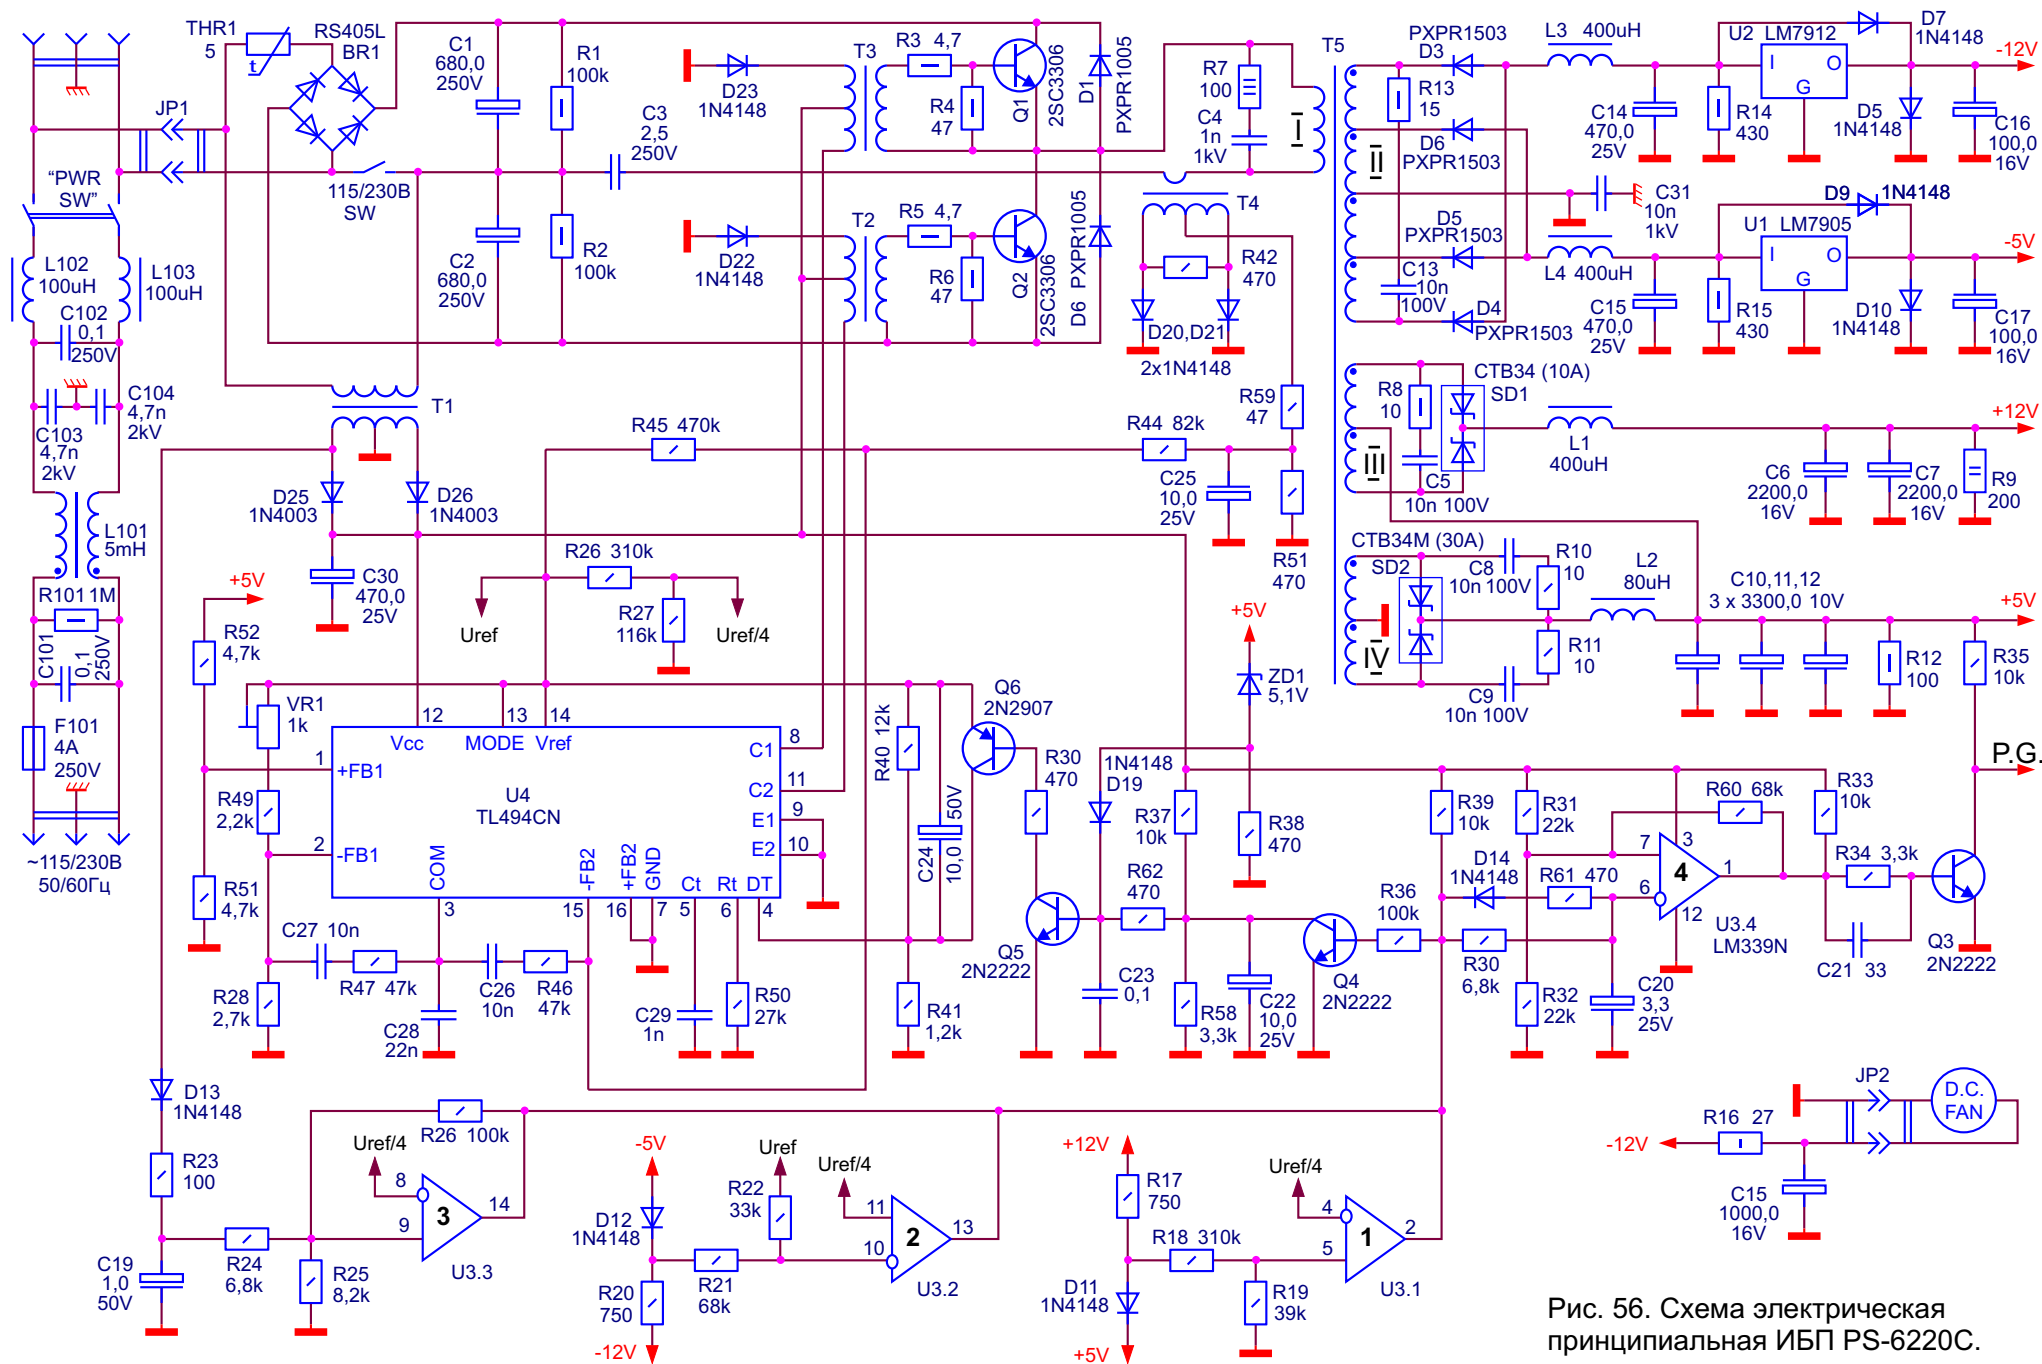 THR1
5
RS405L
BR1
C1
680,0
250V
R1
100k
D23
1N4148
T3
R3 4,7
R4
47
Q1
2SC3306
D1
PXPR1005
R7
100
C4
1n
1kV
I
T5
PXPR1503
D3
L3 400uH
U2 LM7912
D7
1N4148
-12V
R13
15
D6
PXPR1503
II
C14
470,0
25V
R14
430
I
O
G
D5
1N4148
C16
100,0
16V
JP1
C3
2,5
250V
"PWR
SW"
115/230В
SW
C31
10n
1kV
D9
1N4148
U1 LM7905
-5V
T4
T2
R5 4,7
R6
47
Q2
2SC3306
D6 PXPR1005
D22
1N4148
C2
680,0
250V
R2
100k
R42
470
D20,D21
2x1N4148
D5
PXPR1503
C13
10n
100V
D4
PXPR1503
L4 400uH
C15
470,0
25V
R15
430
I
O
G
D10
1N4148
C17
100,0
16V
L102
100uH
L103
100uH
C102
0,1
250V
C104
4,7n
2kV
C103
4,7n
2kV
T1
R45 470k
R44 82k
R59
47
R8
10
CTB34 (10A)
SD1
III
C5
10n 100V
L1
400uH
+12V
C6
2200,0
16V
C7
2200,0
16V
R9
200
D25
1N4003
D26
1N4003
C25
10,0
25V
R51
470
L101
5mH
C30
470,0
25V
R26 310k
R27
116k
Uref
Uref/4
CTB34M (30A)
SD2
C8
10n 100V
R10
10
L2
80uH
C10,11,12
3 x 3300,0 10V
+5V
IV
R11
10
C9
10n 100V
R12
100
R35
10k
R101 1M
C101
0,1
250V
F101
4A
250V
~115/230В
50/60Гц
+5V
R52
4,7k
VR1
1k
R49
2,2k
R51
4,7k
U4
TL494CN
12
13
14
Vcc
MODE
Vref
1
+FB1
2
-FB1
C1
8
C2
11
E1
9
E2
10
COM
-FB2
+FB2
GND
Ct
Rt
DT
3
15
16
7
5
6
4
R40 12k
C24
10,0 50V
Q6
2N2907
R30
470
+5V
ZD1
5,1V
1N4148
D19
R37
10k
R38
470
R62
470
Q5
2N2222
C23
0,1
R58
3,3k
C22
10,0
25V
Q4
2N2222
R36
100k
R39
10k
R31
22k
D14
1N4148
R61 470
R30
6,8k
R32
22k
C20
3,3
25V
R60 68k
7
6
3
12
4
1
U3.4
LM339N
R33
10k
R34 3,3k
C21 33
Q3
2N2222
P.G.
C27 10n
R47 47k
R28
2,7k
C28
22n
C26
10n
R46
47k
C29
1n
R50
27k
R41
1,2k
D13
1N4148
R23
100
C19
1,0
50V
R24
6,8k
R25
8,2k
R26 100k
Uref/4
8
9
3
14
U3.3
-5V
D12
1N4148
R20
750
-12V
R21
68k
Uref
R22
33k
Uref/4
11
10
2
13
U3.2
+12V
R17
750
R18 310k
D11
1N4148
+5V
R19
39k
Uref/4
4
5
1
2
U3.1
JP2
D.C.
FAN
R16 27
-12V
C15
1000,0
16V
Рис. 56. Схема электрическая
принципиальная ИБП PS-6220C.